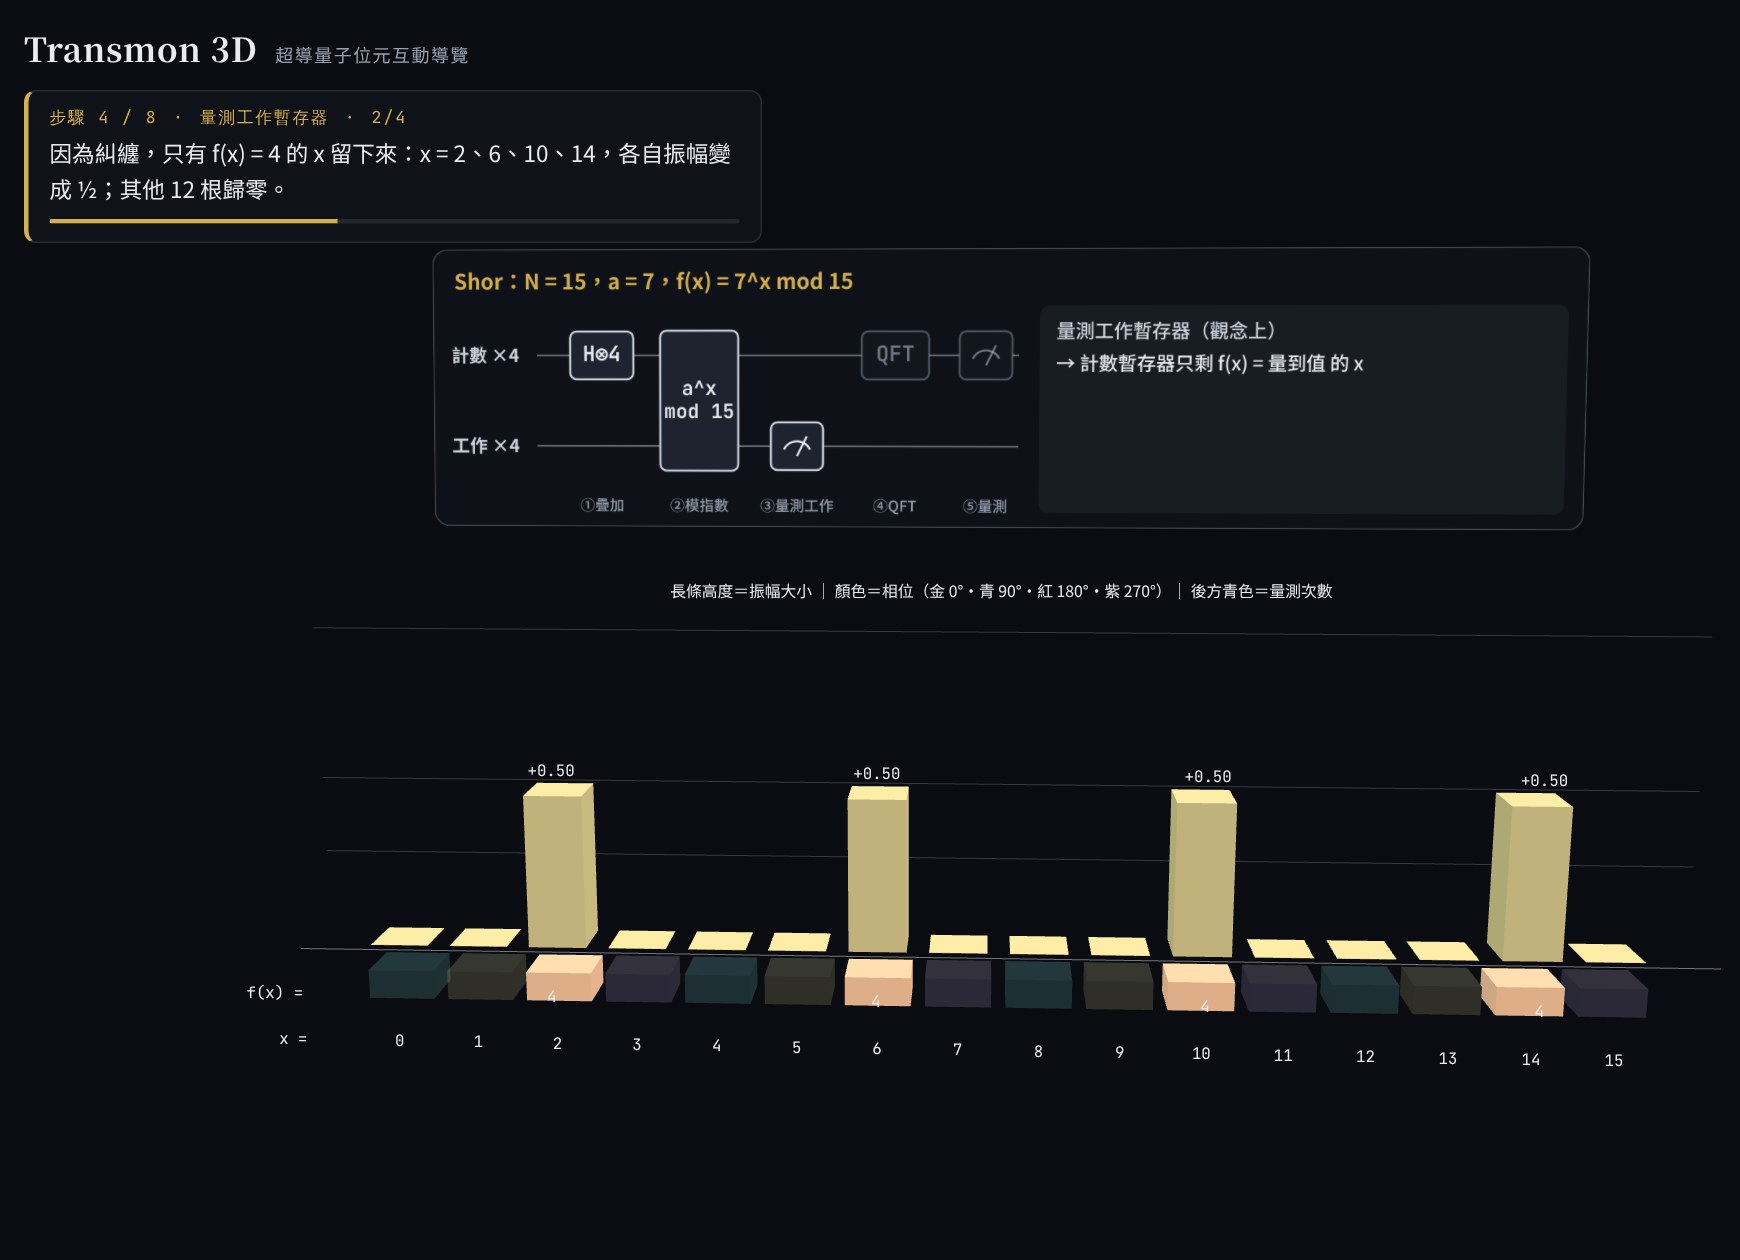 Transmon 3D 超導量子位元互動導覽
步驟 4 / 8 · 量測工作暫存器 · 2/4
因為糾纏，只有 f(x) = 4 的 x 留下來：x = 2、6、10、14，各自振幅變
成 ½；其他 12 根歸零。
Shor：N = 15，a = 7，f(x) = 7^x mod 15
計數 ×4
H⊗4
a^x
mod 15
QFT
工作 ×4
①疊加 ②模指數 ③量測工作 ④QFT ⑤量測
量測工作暫存器（觀念上）
→ 計數暫存器只剩 f(x) = 量到值 的 x
長條高度＝振幅大小｜顏色＝相位（金 0°・青 90°・紅 180°・紫 270°）｜後方青色＝量測次數
+0.50 +0.50 +0.50 +0.50
f(x) = 4 4 4 4
x = 0 1 2 3 4 5 6 7 8 9 10 11 12 13 14 15